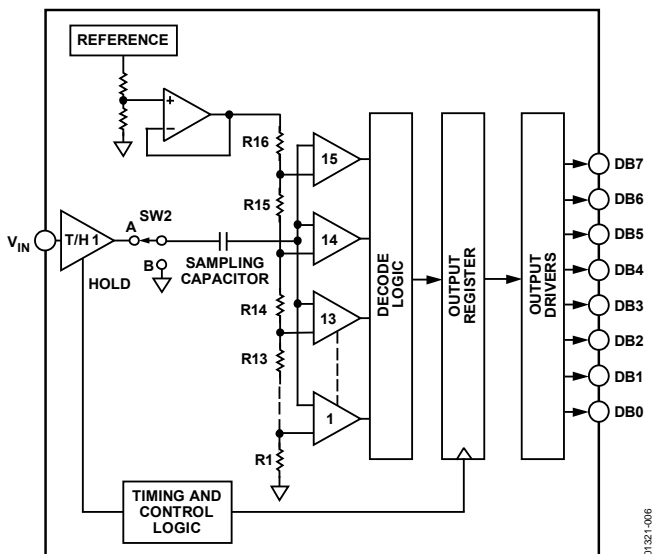 REFERENCE
+
–
R16
15
R15
14
R14
13
R13
1
R1
VIN
T/H 1
A
SW2
B
HOLD
SAMPLING
CAPACITOR
DECODE
LOGIC
OUTPUT
REGISTER
OUTPUT
DRIVERS
DB7
DB6
DB5
DB4
DB3
DB2
DB1
DB0
TIMING AND
CONTROL
LOGIC
01321-006